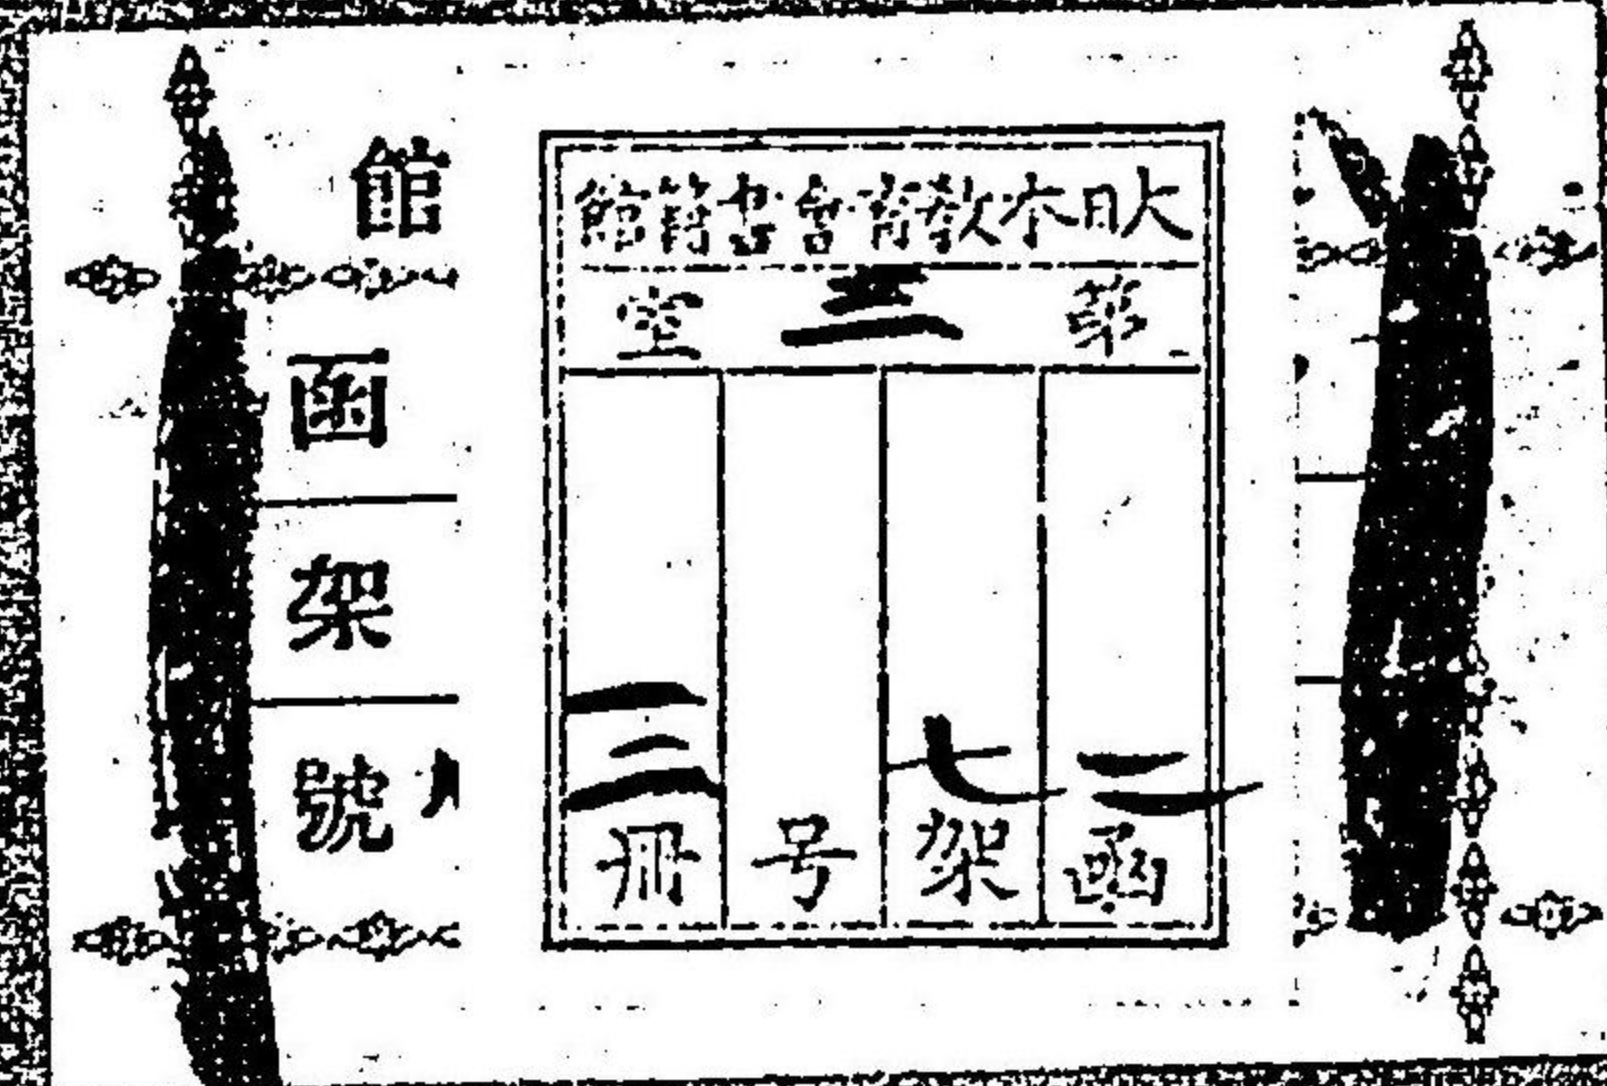 大日本教育會書籍館
第三室
二函
七架
号
三冊
館
函
架
號